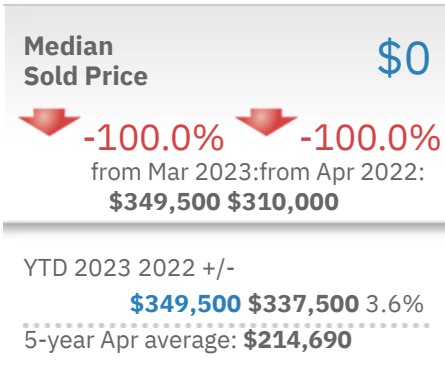 Median
Sold Price
$0
-100.0% -100.0%
from Mar 2023:from Apr 2022:
$349,500 $310,000
YTD 2023 2022 +/-
$349,500 $337,500 3.6%
5-year Apr average: $214,690